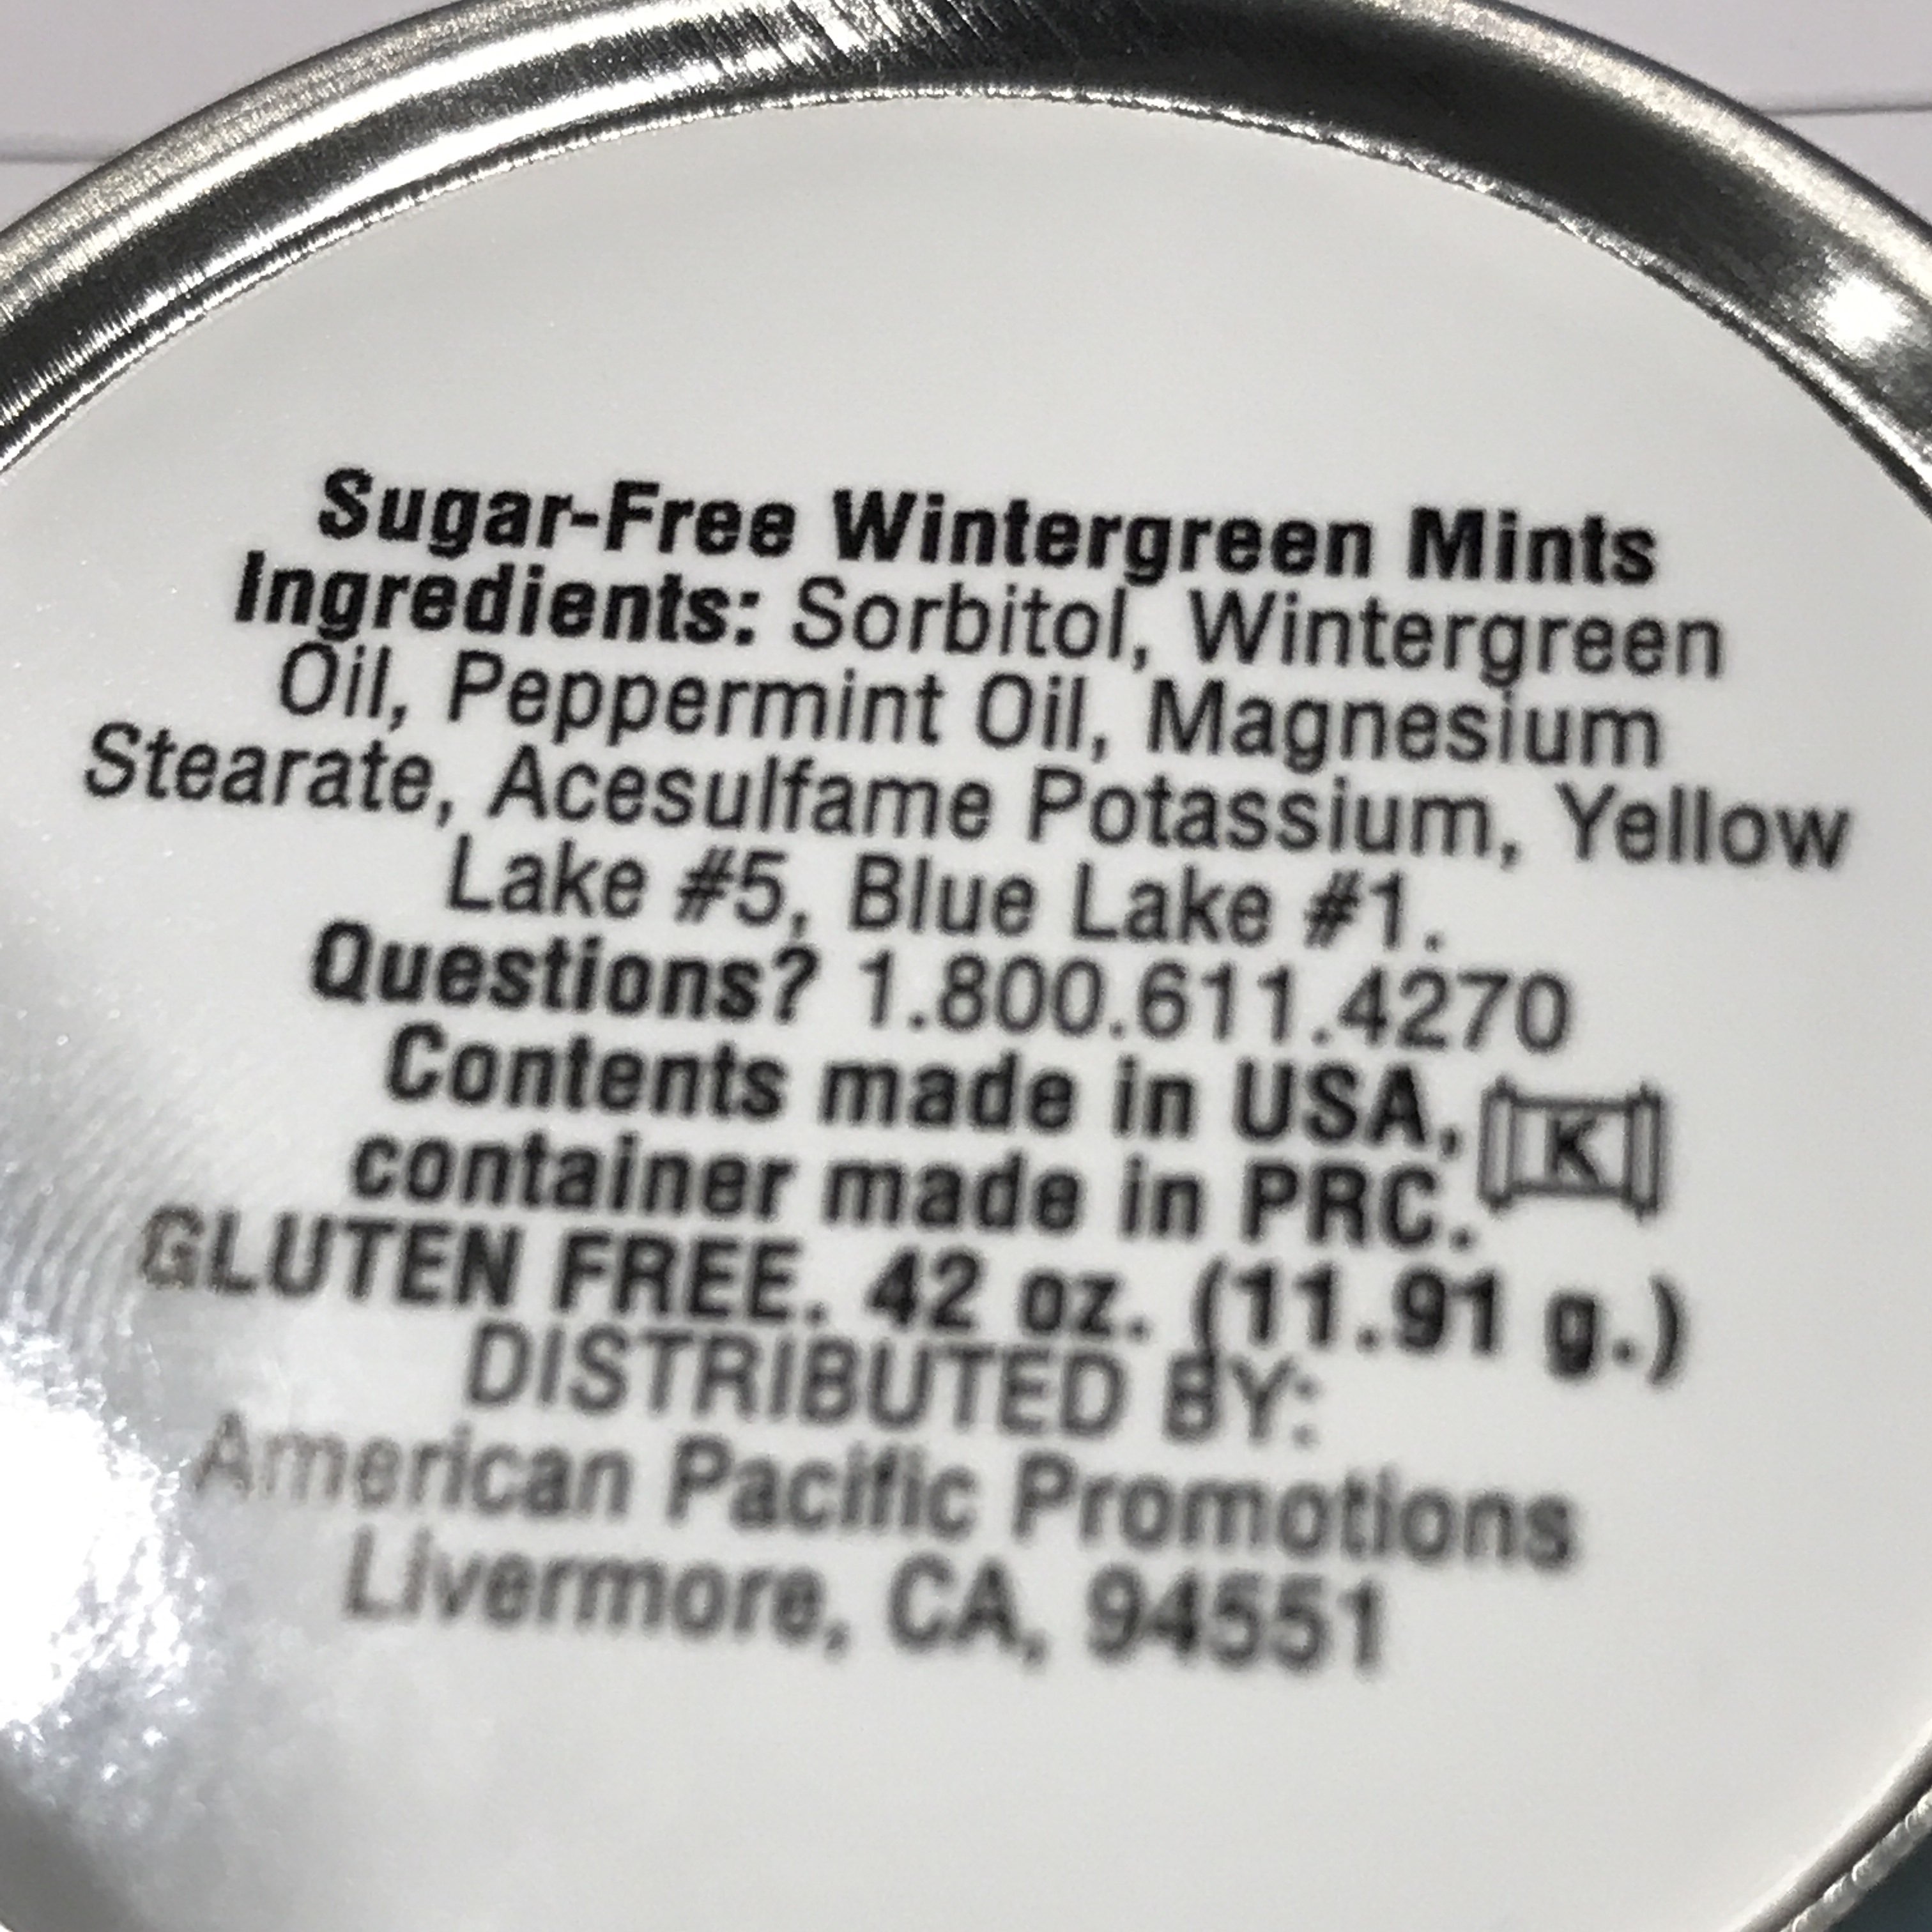 Sugar-Free Wintergreen Mints
Ingredients: Sorbitol, Wintergreen
Oil, Peppermint Oil, Magnesium
Stearate, Acesulfame Potassium, Yellow
Lake #5, Blue Lake #1.
Questions? 1.800.611.4270
Contents made in USA,
container made in PRC.
K
GLUTEN FREE. 42 oz. (11.91 g.)
DISTRIBUTED BY:
American Pacific Promotions
Livermore, CA, 94551